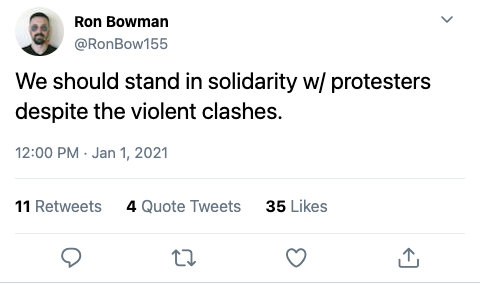 Ron Bowman
@RonBow155
We should stand in solidarity w/ protesters
despite the violent clashes.
12:00 PM · Jan 1, 2021
11 Retweets 4 Quote Tweets 35 Likes